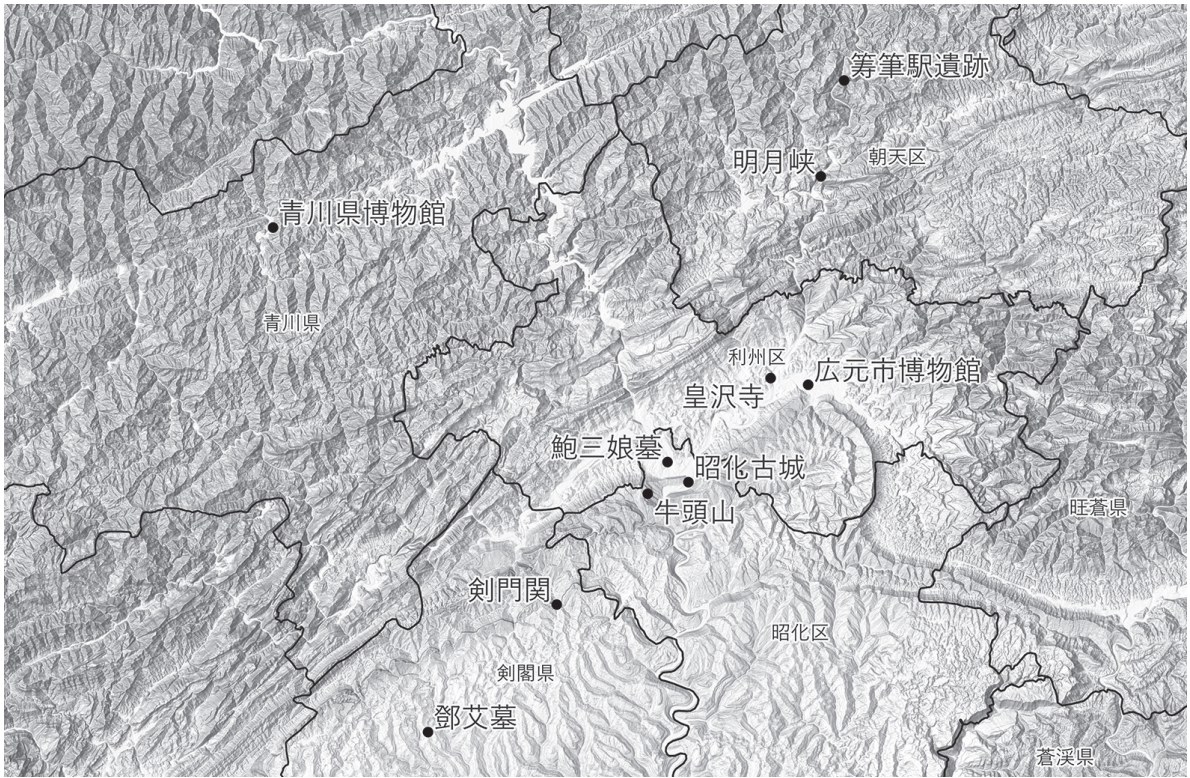 筹筆駅遺跡
朝天区
明月峡
青川県博物館
青川県
利州区
広元市博物館
皇沢寺
鮑三娘墓
昭化古城
牛頭山
旺蒼県
剣門関
昭化区
剣閣県
鄧艾墓
蒼渓県